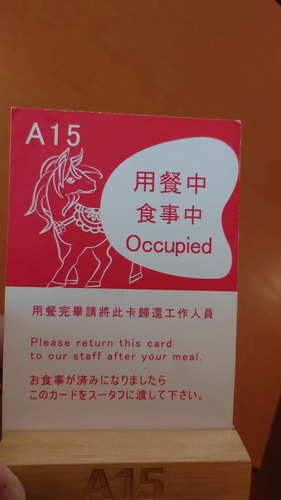 A15
用餐中
食事中
Occupied
用餐完畢請將此卡歸還工作人員
Please return this card
to our staff after your meal.
お食事が済みになりましたら
このカードをスータフに渡して下さい。
A15